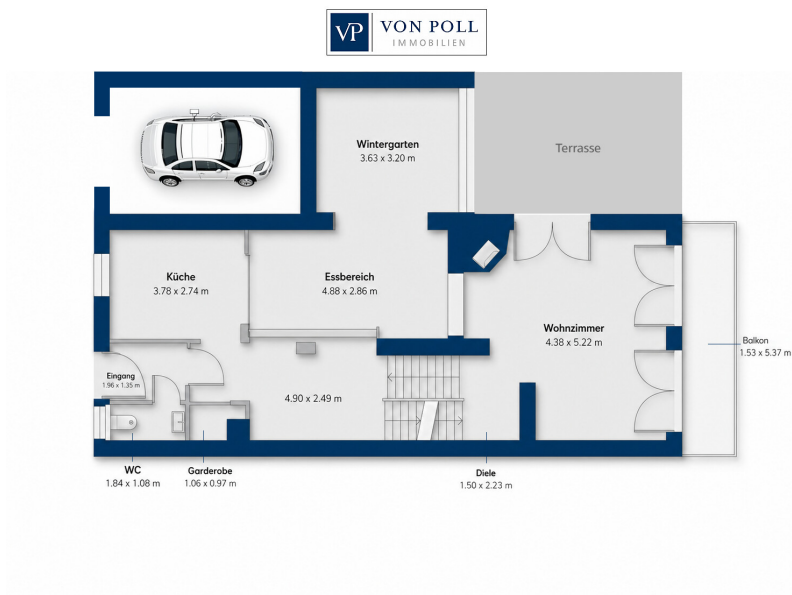 VP VON POLL
IMMOBILIEN
Wintergarten
3.63 x 3.20 m
Terrasse
Küche
3.78 x 2.74 m
Essbereich
4.88 x 2.86 m
Wohnzimmer
4.38 x 5.22 m
Balkon
1.53 x 5.37 m
Eingang
1.96 x 1.35 m
4.90 x 2.49 m
WC
1.84 x 1.08 m
Garderobe
1.06 x 0.97 m
Diele
1.50 x 2.23 m